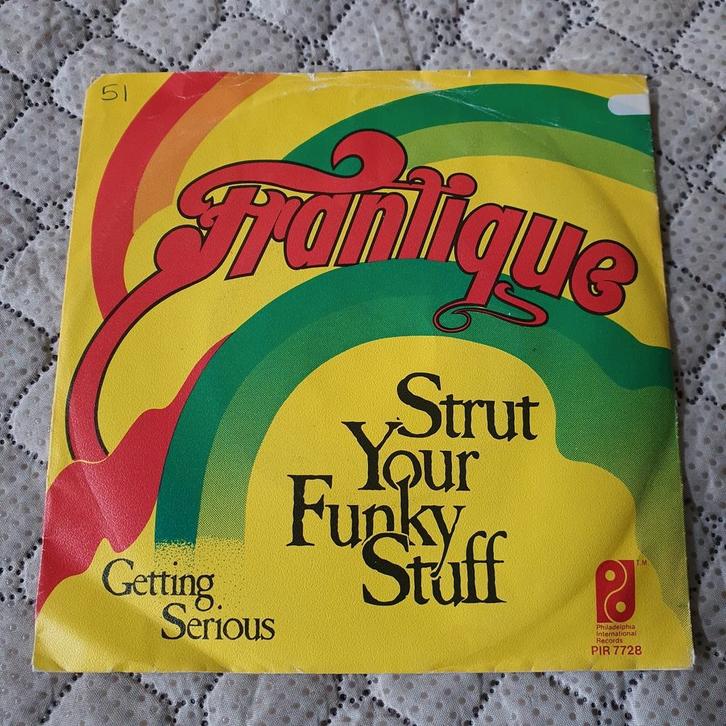 51
Frantique
Strut
Your
Funky
Stuff
Getting
Serious
T.M.
Philadelphia
International
Records
PIR 7728